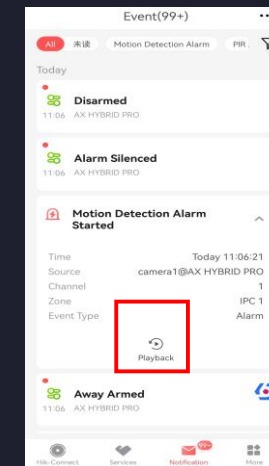 Event(99+)
All 未读 Motion Detection Alarm PIR
Today
Disarmed
11:06 AX HYBRID PRO
Alarm Silenced
11:06 AX HYBRID PRO
Motion Detection Alarm
Started
Time Today 11:06:21
Source camera1@AX HYBRID PRO
Channel 1
Zone IPC 1
Event Type Alarm
Playback
Away Armed
11:06 AX HYBRID PRO
99+
Hik-Connect Services Notification More